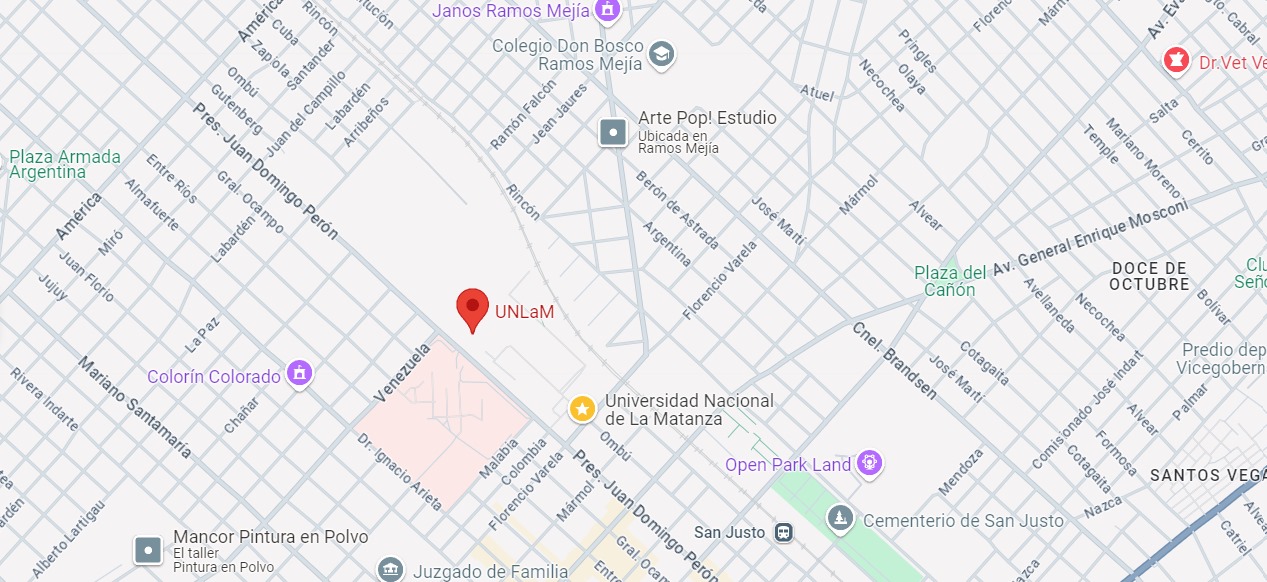 Janos Ramos Mejía
América
Rincón
Cuba
Zapiola
Santander
Colegio Don Bosco
Ramos Mejía
Dr.Vet Ve
Pringles
Olaya
Necochea
Atuel
Ombú
Gutenberg
Juan del Campillo
Labardén
Arribeños
Ramón Falcón
Jean Jaures
Arte Pop! Estudio
Ubicada en
Ramos Mejía
Salta
Mariano Moreno
Temple
Cerrito
Pres. Juan Domingo Perón
Plaza Armada
Argentina
Entre Ríos
Almafuerte
Gral. Ocampo
Labardén
América
Miró
Juan Florio
Jujuy
Rincón
Berón de Astrada
Argentina
José Martí
Mármol
Alvear
Florencio Varela
Av. General Enrique Mosconi
Plaza del
Cañón
DOCE DE
OCTUBRE
Avellaneda
Necochea
Bolívar
UNLaM
La Paz
Cnel. Brandsen
Cotagaita
José Martí
Predio dep
Vicegobern
Venezuela
Colorín Colorado
Mariano Santamaría
Rivera Indarte
Chañar
Universidad Nacional
de La Matanza
Comisionado José Indart
Alvear
Palmar
Formosa
Cotagaita
Dr. Ignacio Arieta
Malabia
Colombia
Florencio Varela
Mármol
Ombú
Open Park Land
Mendoza
SANTOS VEGA
Nazca
Pres. Juan Domingo Perón
Alberto Lartigau
San Justo
Cementerio de San Justo
Mancor Pintura en Polvo
El taller
Pintura en Polvo
Juzgado de Familia
Catriel